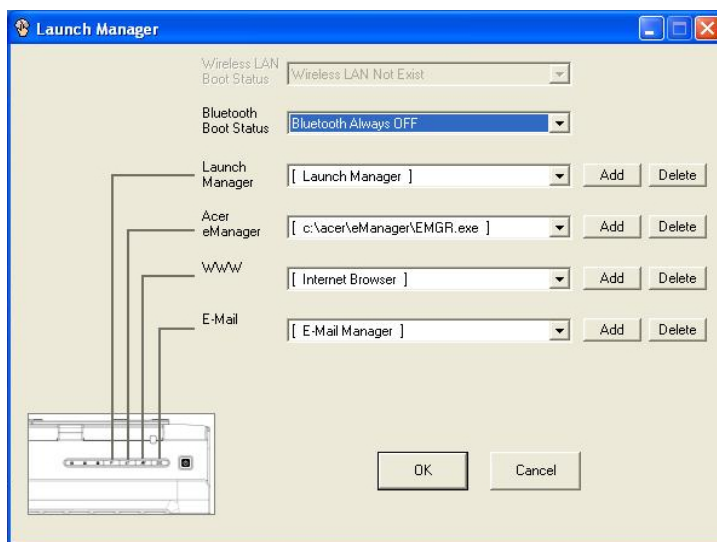 Launch Manager
Wireless LAN
Boot Status
Wireless LAN Not Exist
Bluetooth
Boot Status
Bluetooth Always OFF
Launch
Manager
[ Launch Manager ]
Add
Delete
Acer
eManager
[ c:\acer\eManager\EMGR.exe ]
Add
Delete
WWW
[ Internet Browser ]
Add
Delete
E-Mail
[ E-Mail Manager ]
Add
Delete
OK
Cancel